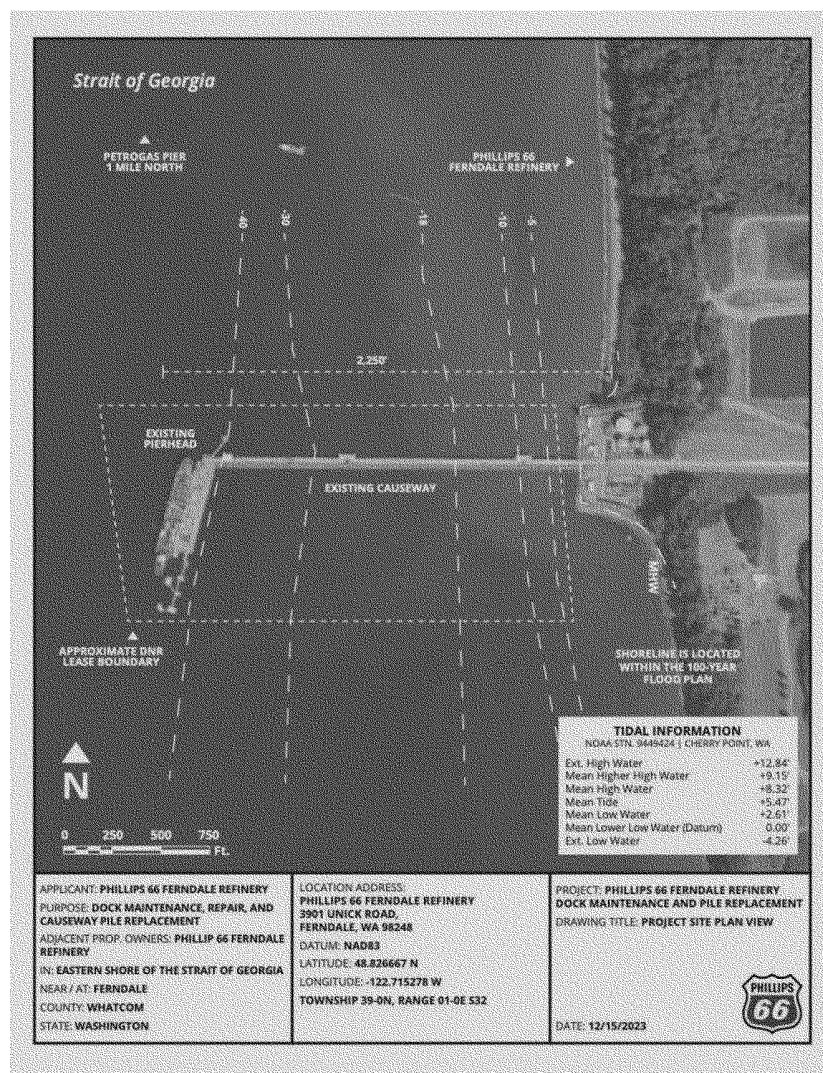 Strait of Georgia
PETROGAS PIER
1 MILE NORTH
PHILLIPS 66
FERNDALE REFINERY
-40
-30
-18
-10
-5
2,250'
EXISTING
PIERHEAD
EXISTING CAUSEWAY
MHW
APPROXIMATE DNR
LEASE BOUNDARY
SHORELINE IS LOCATED
WITHIN THE 100-YEAR
FLOOD PLAN
N
0 250 500 750
Ft.
TIDAL INFORMATION
NOAA STN. 9449424 | CHERRY POINT, WA
Ext. High Water +12.84'
Mean Higher High Water +9.15'
Mean High Water +8.32'
Mean Tide +5.47'
Mean Low Water +2.61'
Mean Lower Low Water (Datum) 0.00'
Ext. Low Water -4.26'
APPLICANT: PHILLIPS 66 FERNDALE REFINERY
PURPOSE: DOCK MAINTENANCE, REPAIR, AND
CAUSEWAY PILE REPLACEMENT
ADJACENT PROP. OWNERS: PHILLIP 66 FERNDALE
REFINERY
IN: EASTERN SHORE OF THE STRAIT OF GEORGIA
NEAR / AT: FERNDALE
COUNTY: WHATCOM
STATE: WASHINGTON
LOCATION ADDRESS:
PHILLIPS 66 FERNDALE REFINERY
3901 UNICK ROAD,
FERNDALE, WA 98248
DATUM: NAD83
LATITUDE: 48.826667 N
LONGITUDE: -122.715278 W
TOWNSHIP 39-0N, RANGE 01-0E S32
PROJECT: PHILLIPS 66 FERNDALE REFINERY
DOCK MAINTENANCE AND PILE REPLACEMENT
DRAWING TITLE: PROJECT SITE PLAN VIEW
DATE: 12/15/2023
PHILLIPS
66